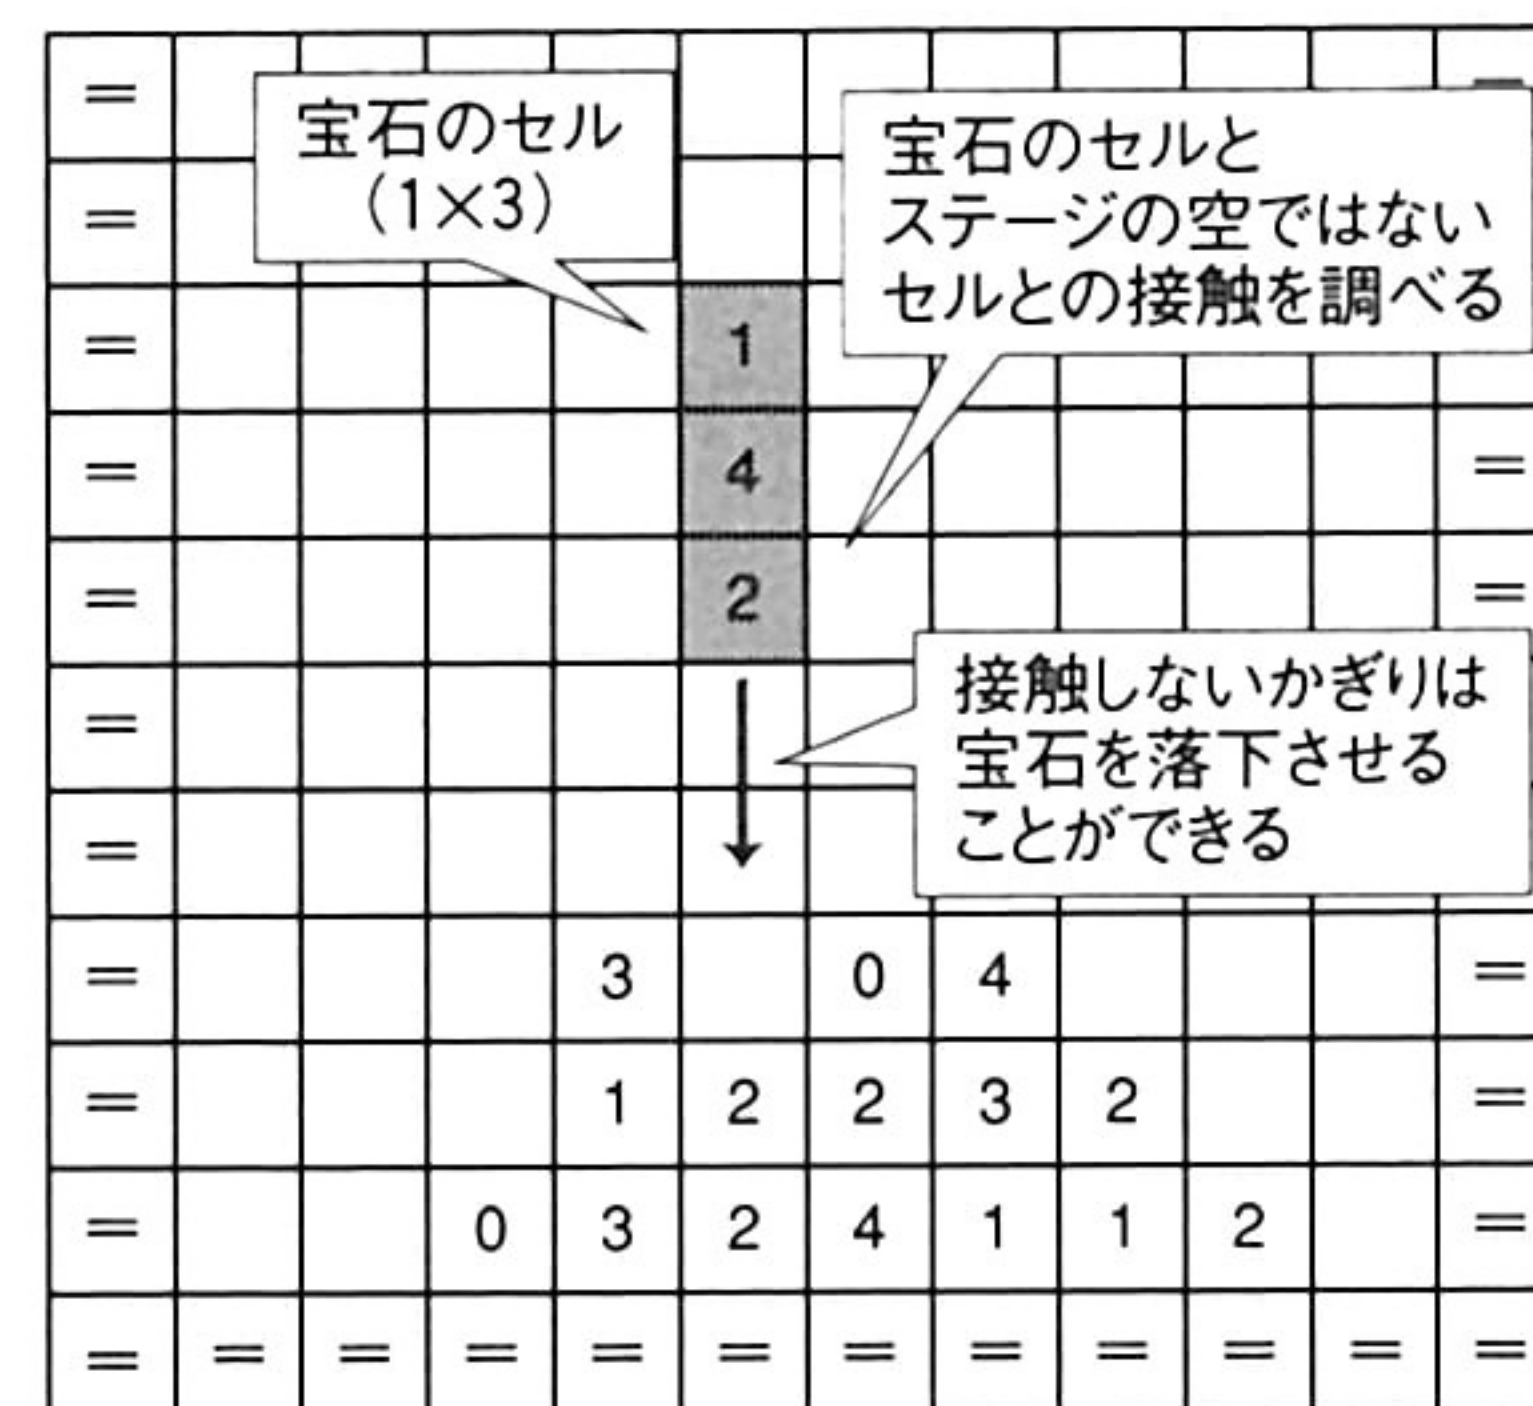 =
宝石のセル
(1×3)
宝石のセルと
ステージの空ではない
セルとの接触を調べる
=
= 1
= 4 =
= 2 =
接触しないかぎりは
宝石を落下させる
ことができる
=
=
= 3 0 4 =
= 1 2 2 3 2 =
= 0 3 2 4 1 1 2 =
= = = = = = = = = = = =